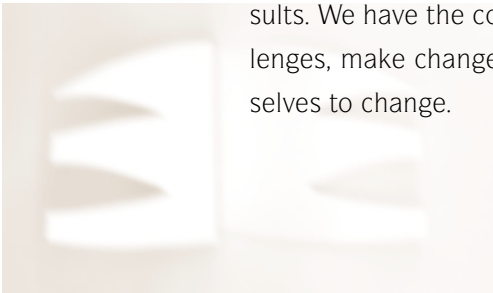 sults. We have the co
lenges, make change
selves to change.